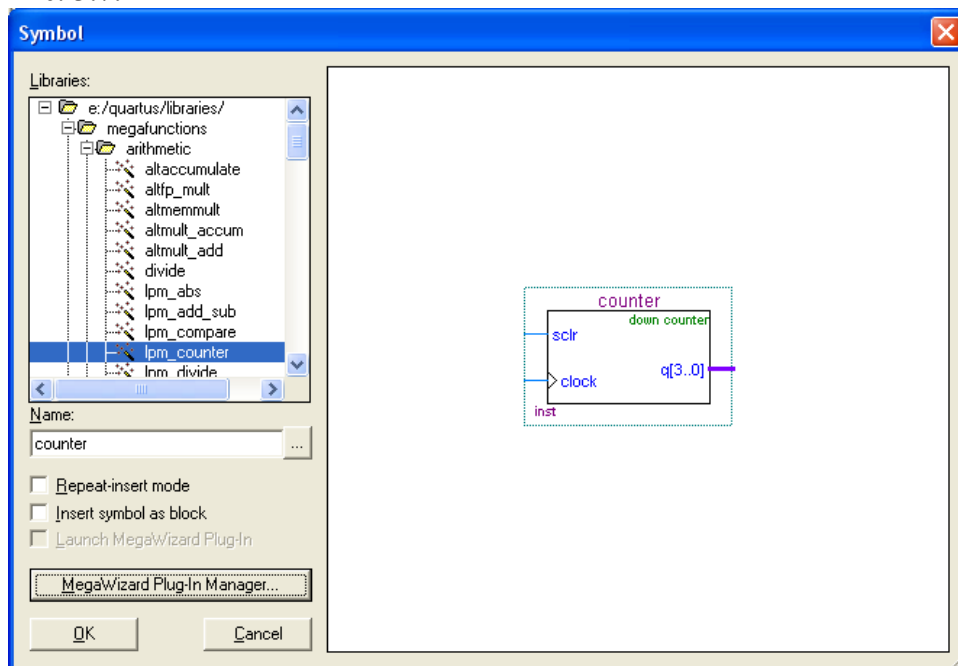 Symbol
Libraries:
e:/quartus/libraries/
megafunctions
arithmetic
altaccumulate
altfp_mult
altmemmult
altmult_accum
altmult_add
divide
lpm_abs
lpm_add_sub
lpm_compare
lpm_counter
lpm_divide
Name:
counter
...
Repeat-insert mode
Insert symbol as block
Launch MegaWizard Plug-In
MegaWizard Plug-In Manager...
OK
Cancel
counter
down counter
sclr
q[3..0]
clock
inst